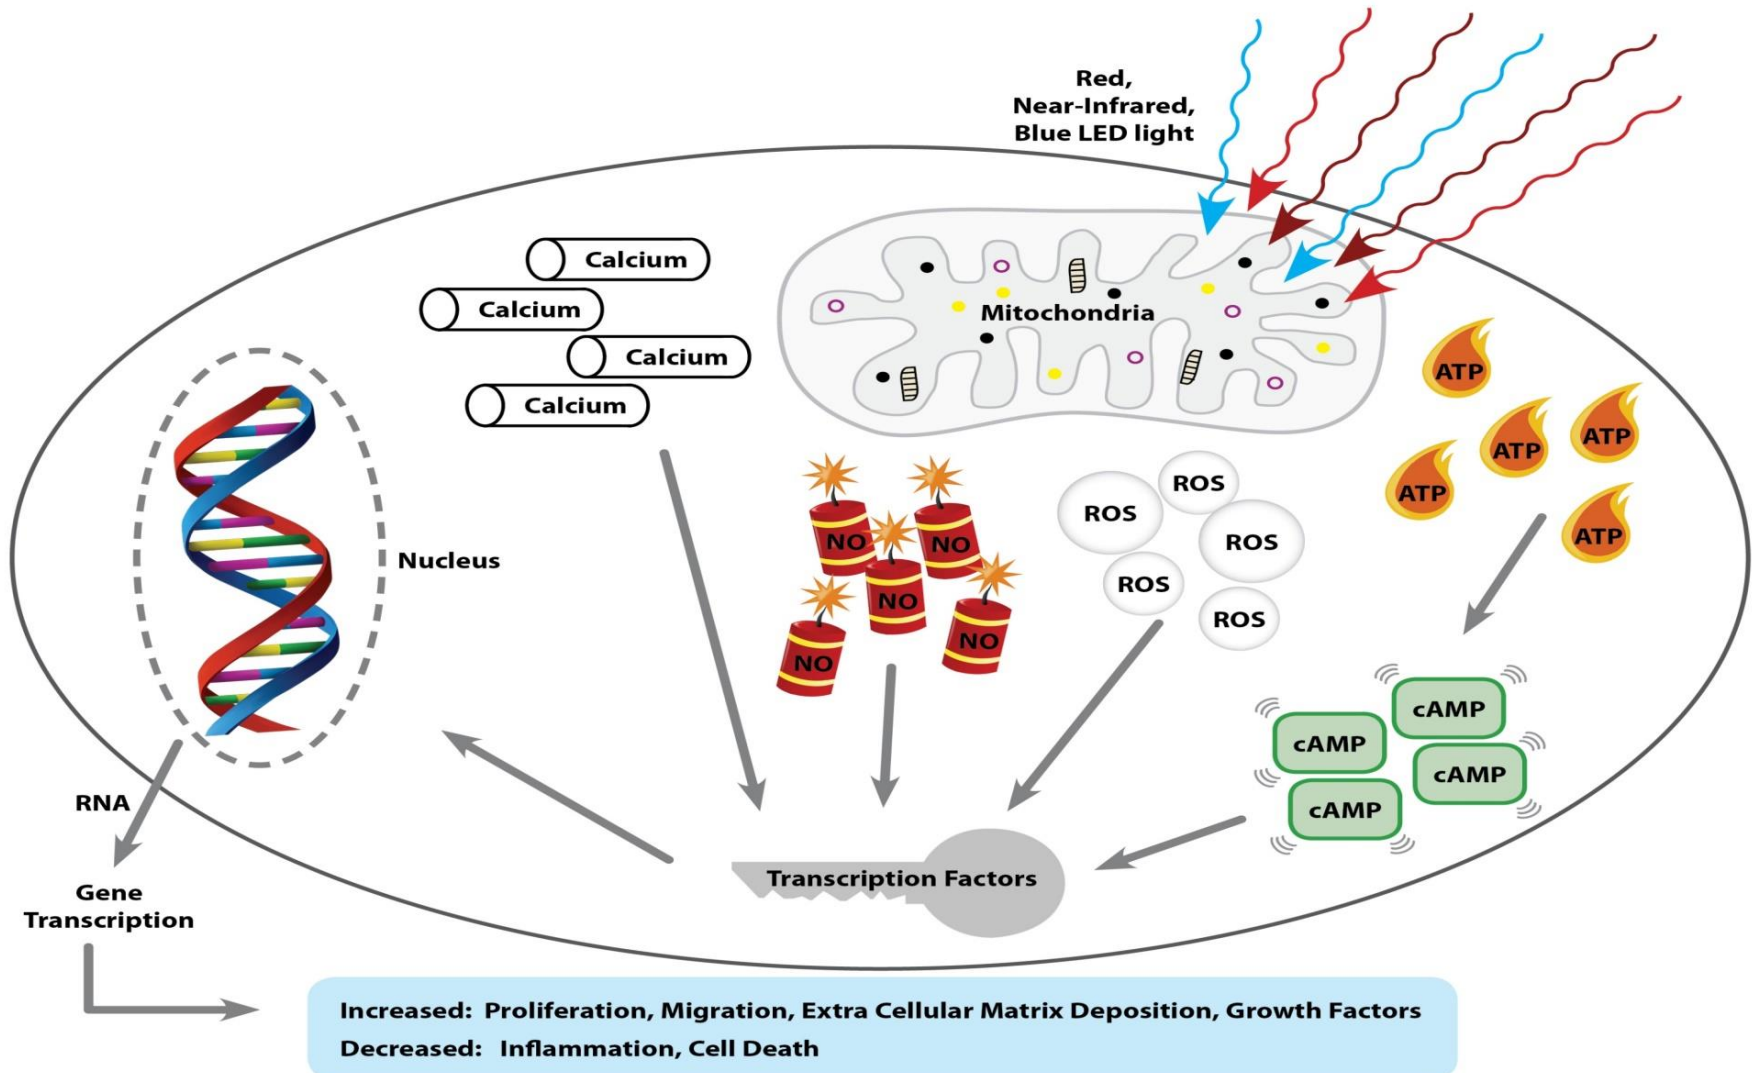 Red,
Near-Infrared,
Blue LED light
Calcium
Calcium
Calcium
Calcium
Mitochondria
ATP
ATP
ATP
ATP
ATP
Nucleus
NO
NO
NO
NO
NO
ROS
ROS
ROS
ROS
ROS
cAMP
cAMP
cAMP
cAMP
Transcription Factors
RNA
Gene
Transcription
Increased: Proliferation, Migration, Extra Cellular Matrix Deposition, Growth Factors
Decreased: Inflammation, Cell Death